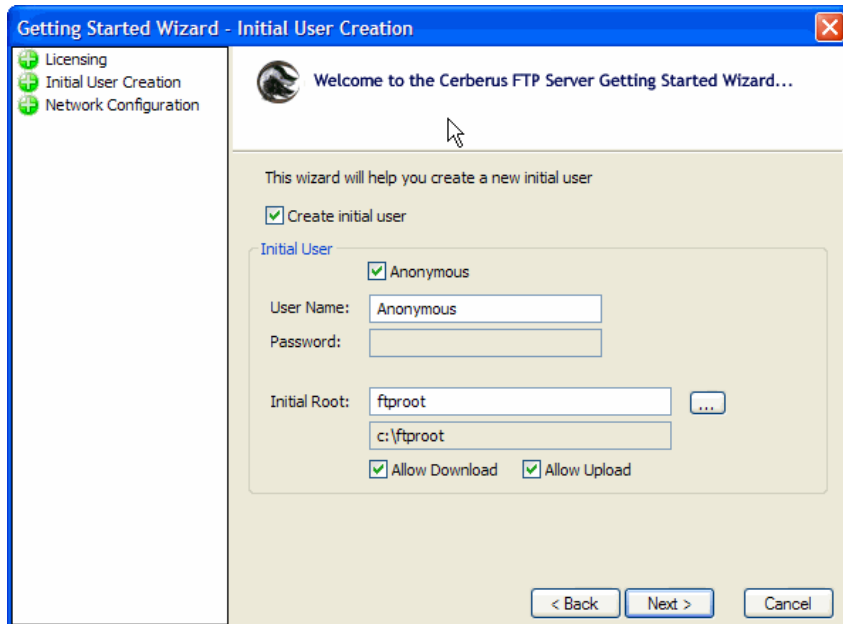 Getting Started Wizard - Initial User Creation
Licensing
Initial User Creation
Network Configuration
Welcome to the Cerberus FTP Server Getting Started Wizard...
This wizard will help you create a new initial user
Create initial user
Initial User
Anonymous
User Name: Anonymous
Password:
Initial Root: ftproot ...
c:\ftproot
Allow Download Allow Upload
< Back Next > Cancel